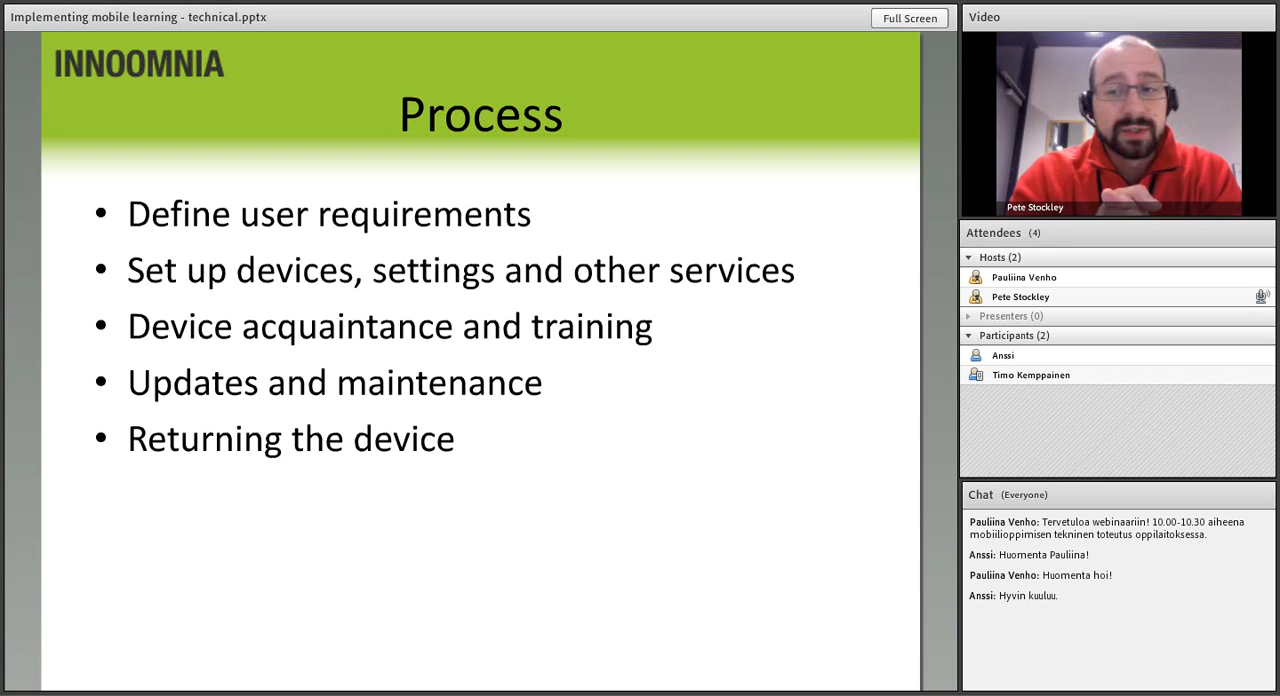 Implementing mobile learning - technical.pptx
Full Screen
INNOOMNIA
Process
• Define user requirements
• Set up devices, settings and other services
• Device acquaintance and training
• Updates and maintenance
• Returning the device
Video
Pete Stockley
Attendees (4)
Hosts (2)
Pauliina Venho
Pete Stockley
Presenters (0)
Participants (2)
Anssi
Timo Kemppainen
Chat (Everyone)
Pauliina Venho: Tervetuloa webinaariin! 10.00-10.30 aiheena
mobiilioppimisen tekninen toteutus oppilaitoksessa.
Anssi: Huomenta Pauliina!
Pauliina Venho: Huomenta hoi!
Anssi: Hyvin kuuluu.